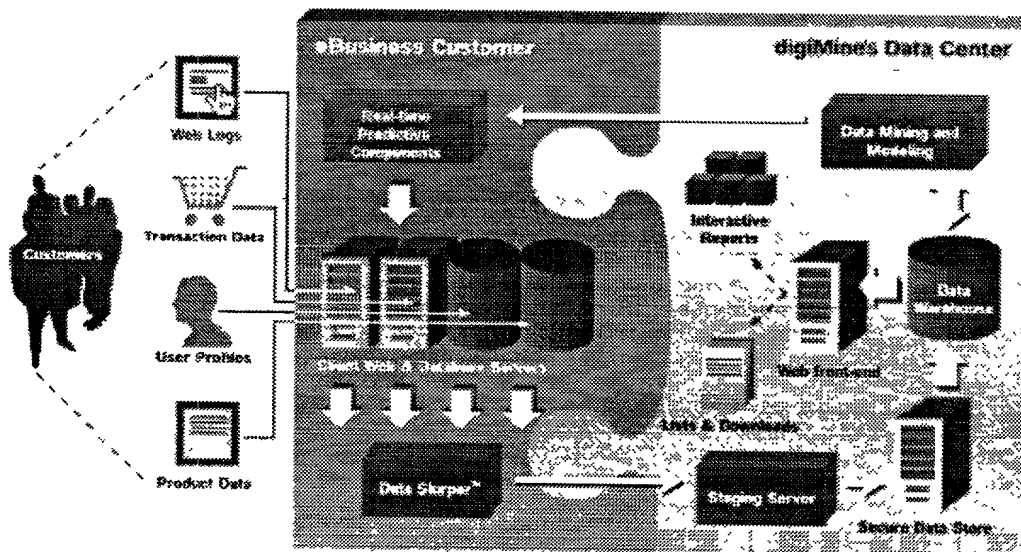 eBusiness Customer
digiMine's Data Center
Web Logs
Real-time
Predictive
Components
Data Mining and
Modeling
Transaction Data
Interactive
Reports
Customers
Data
Warehouse
User Profiles
Client Web & Database Servers
Web front-end
Lists & Downloads
Product Data
Data Slurper™
Staging Server
Secure Data Store